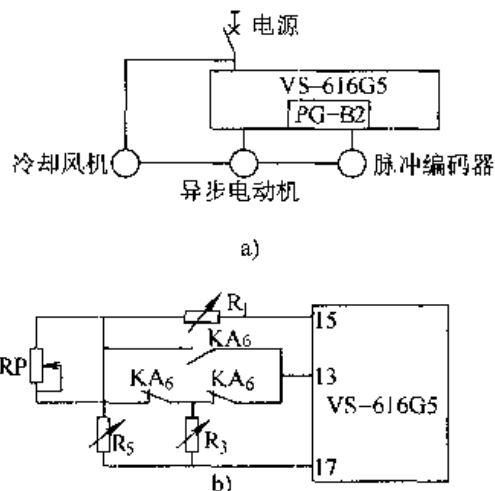 电源
VS-616G5
PG-B2
冷却风机
异步电动机
脉冲编码器
a)
R1
15
KA6
RP
13
KA6
KA6
VS-616G5
R5
R3
17
b)